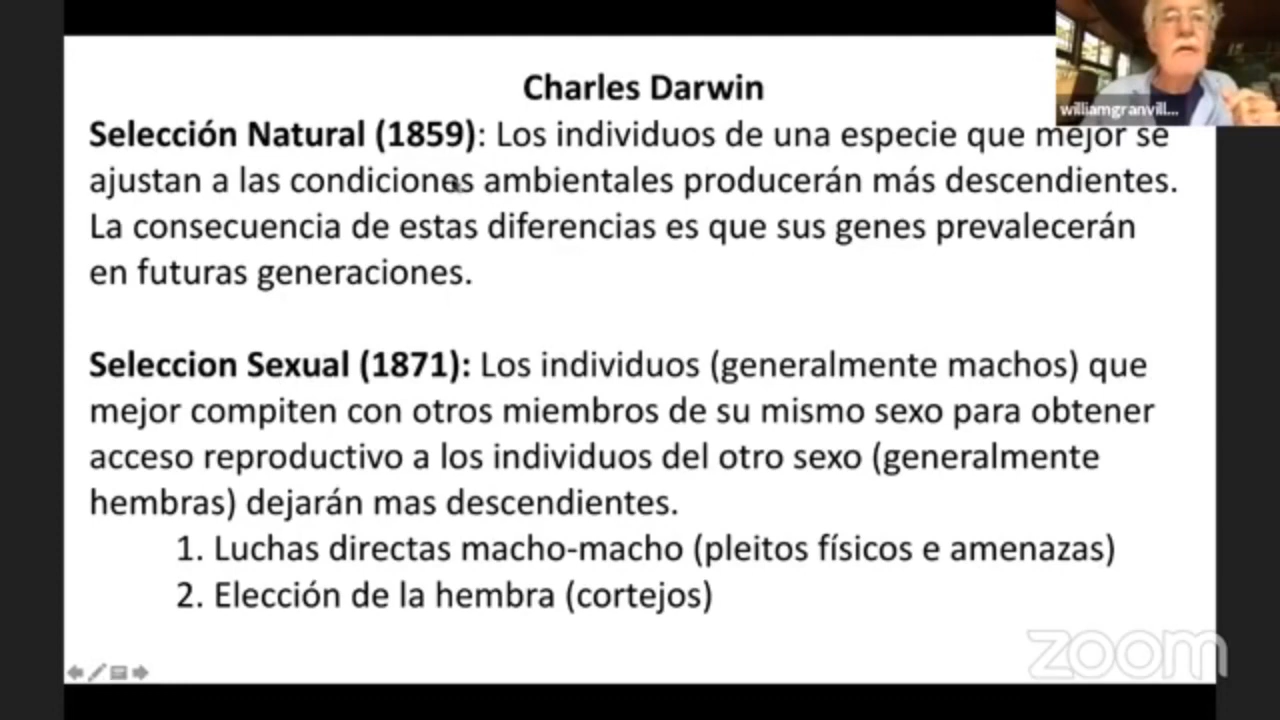 Charles Darwin
williamgranvill...
Selección Natural (1859): Los individuos de una especie que mejor se
ajustan a las condiciones ambientales producerán más descendientes.
La consecuencia de estas diferencias es que sus genes prevalecerán
en futuras generaciones.
Seleccion Sexual (1871): Los individuos (generalmente machos) que
mejor compiten con otros miembros de su mismo sexo para obtener
acceso reproductivo a los individuos del otro sexo (generalmente
hembras) dejarán mas descendientes.
1. Luchas directas macho-macho (pleitos físicos e amenazas)
2. Elección de la hembra (cortejos)
zoom